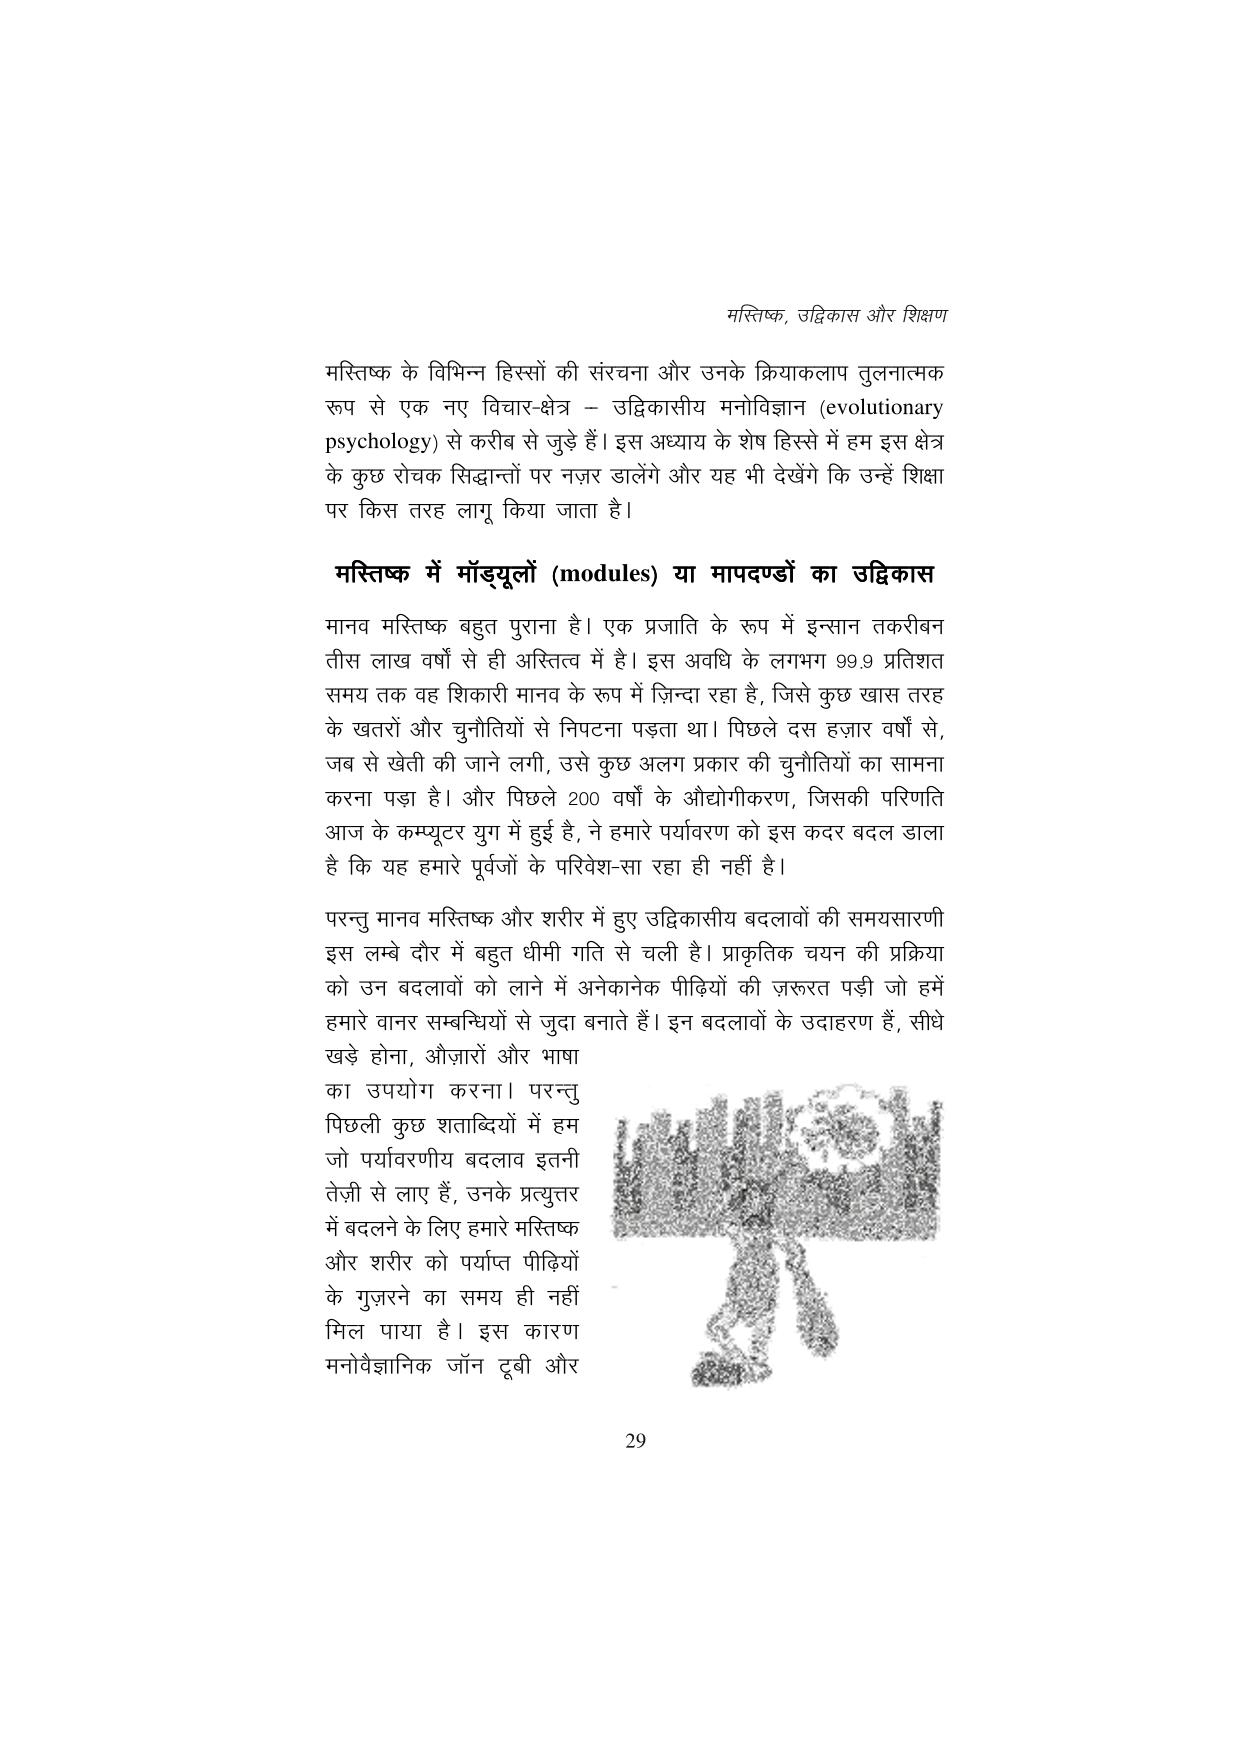 मस्तिष्क, उद्विकास और शिक्षण
मस्तिष्क के विभिन्न हिस्सों की संरचना और उनके क्रियाकलाप तुलनात्मक
रूप से एक नए विचार-क्षेत्र – उद्विकासीय मनोविज्ञान (evolutionary
psychology) से करीब से जुड़े हैं। इस अध्याय के शेष हिस्से में हम इस क्षेत्र
के कुछ रोचक सिद्धान्तों पर नज़र डालेंगे और यह भी देखेंगे कि उन्हें शिक्षा
पर किस तरह लागू किया जाता है।
मस्तिष्क में मॉड्यूलों (modules) या मापदण्डों का उद्विकास
मानव मस्तिष्क बहुत पुराना है। एक प्रजाति के रूप में इन्सान तकरीबन
तीस लाख वर्षों से ही अस्तित्व में है। इस अवधि के लगभग 99.9 प्रतिशत
समय तक वह शिकारी मानव के रूप में ज़िन्दा रहा है, जिसे कुछ खास तरह
के खतरों और चुनौतियों से निपटना पड़ता था। पिछले दस हज़ार वर्षों से,
जब से खेती की जाने लगी, उसे कुछ अलग प्रकार की चुनौतियों का सामना
करना पड़ा है। और पिछले 200 वर्षों के औद्योगीकरण, जिसकी परिणति
आज के कम्प्यूटर युग में हुई है, ने हमारे पर्यावरण को इस कदर बदल डाला
है कि यह हमारे पूर्वजों के परिवेश-सा रहा ही नहीं है।
परन्तु मानव मस्तिष्क और शरीर में हुए उद्विकासीय बदलावों की समयसारणी
इस लम्बे दौर में बहुत धीमी गति से चली है। प्राकृतिक चयन की प्रक्रिया
को उन बदलावों को लाने में अनेकानेक पीढ़ियों की ज़रूरत पड़ी जो हमें
हमारे वानर सम्बन्धियों से जुदा बनाते हैं। इन बदलावों के उदाहरण हैं, सीधे
खड़े होना, औज़ारों और भाषा
का उपयोग करना। परन्तु
पिछली कुछ शताब्दियों में हम
जो पर्यावरणीय बदलाव इतनी
तेज़ी से लाए हैं, उनके प्रत्युत्तर
में बदलने के लिए हमारे मस्तिष्क
और शरीर को पर्याप्त पीढ़ियों
के गुज़रने का समय ही नहीं
मिल पाया है। इस कारण
मनोवैज्ञानिक जॉन टूबी और
29